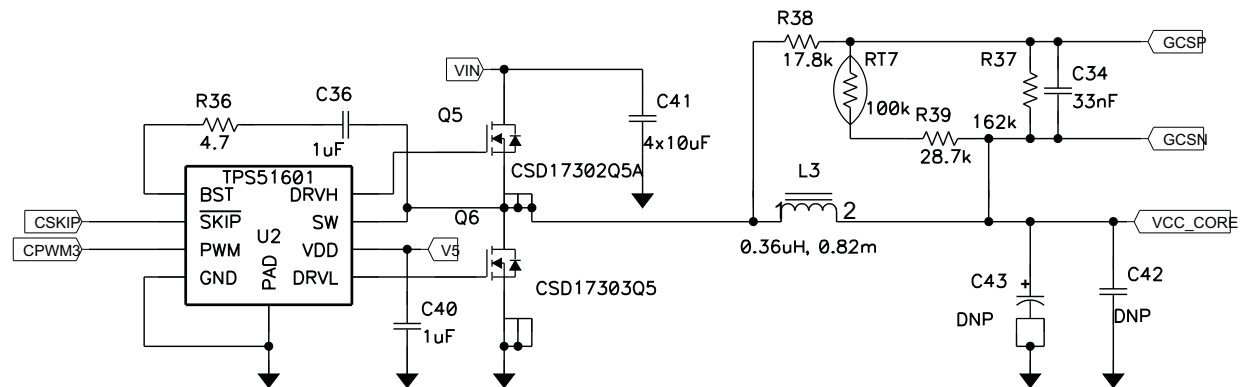 R38
17.8k
GCSP
RT7
R37
C34
33nF
VIN
C36
R36
C41
Q5
100k
R39
162k
4x10uF
4.7
1uF
28.7k
GCSN
TPS51601
CSD17302Q5A
L3
BST
DRVH
CSKIP
SKIP
SW
Q6
1
2
VCC_CORE
U2
CPWM3
PWM
VDD
V5
0.36uH, 0.82m
GND
PAD
DRVL
CSD17303Q5
C43
+
C42
C40
1uF
DNP
DNP